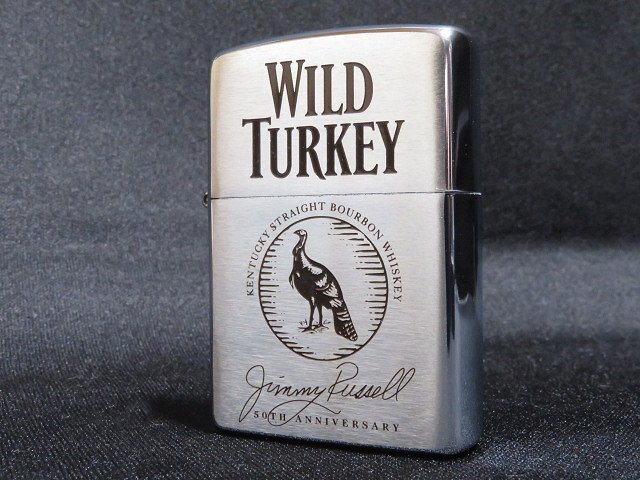 WILD
TURKEY
KENTUCKY STRAIGHT BOURBON WHISKEY
Jimmy Russell
50TH ANNIVERSARY